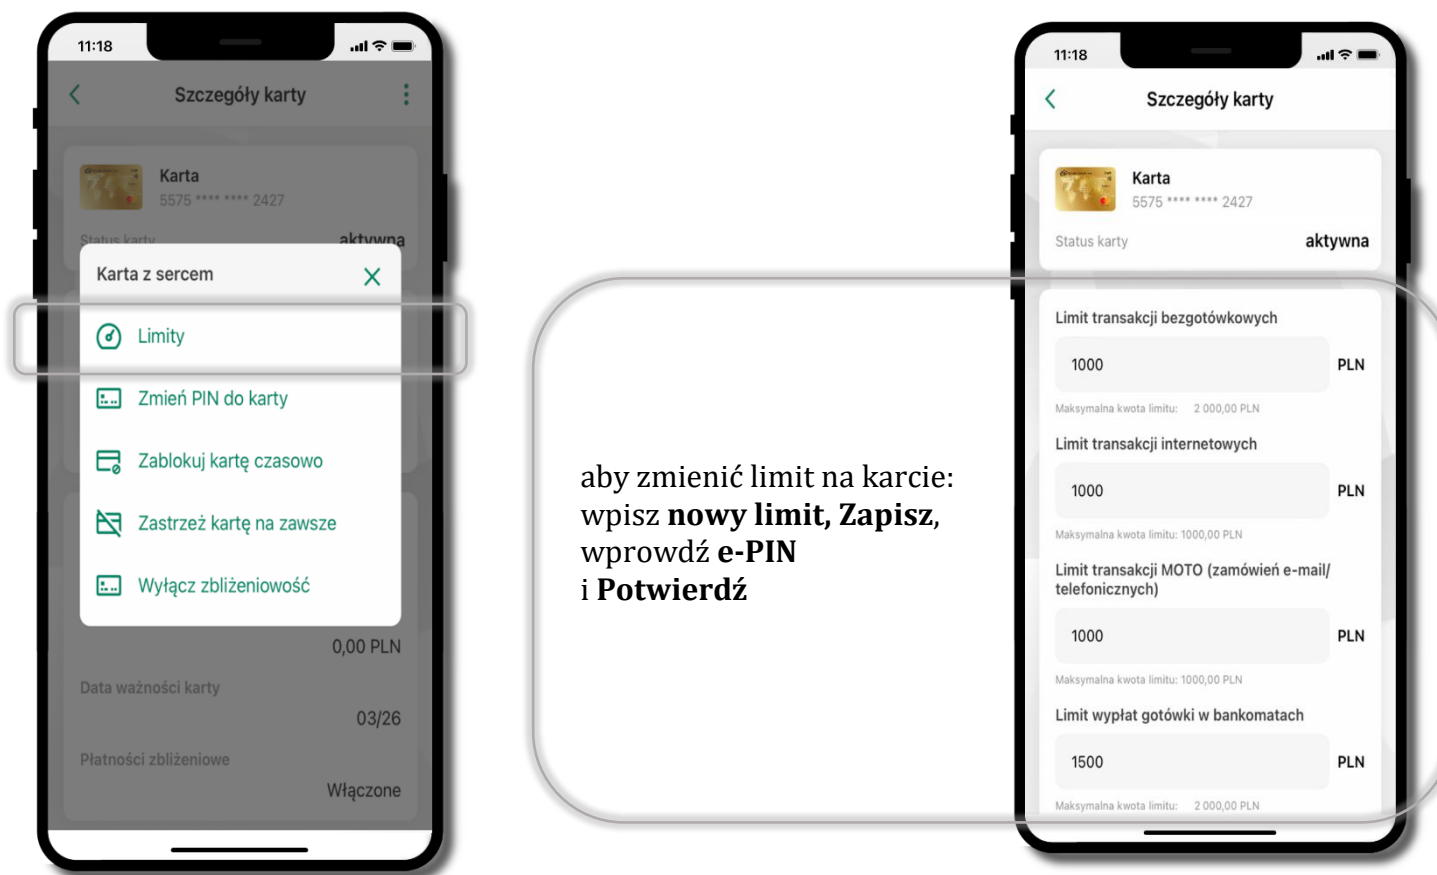 11:18
Szczegóły karty
Karta
5575 **** **** 2427
Status karty
aktywna
Karta z sercem
Limity
Zmień PIN do karty
Zablokuj kartę czasowo
Zastrzeż kartę na zawsze
Wyłącz zbliżeniowość
0,00 PLN
Data ważności karty
03/26
Płatności zbliżeniowe
Włączone
aby zmienić limit na karcie:
wpisz nowy limit, Zapisz,
wprowdź e-PIN
i Potwierdź
11:18
Szczegóły karty
Karta
5575 **** **** 2427
Status karty
aktywna
Limit transakcji bezgotówkowych
1000 PLN
Maksymalna kwota limitu: 2 000,00 PLN
Limit transakcji internetowych
1000 PLN
Maksymalna kwota limitu: 1000,00 PLN
Limit transakcji MOTO (zamówień e-mail/
telefonicznych)
1000 PLN
Maksymalna kwota limitu: 1000,00 PLN
Limit wypłat gotówki w bankomatach
1500 PLN
Maksymalna kwota limitu: 2 000,00 PLN